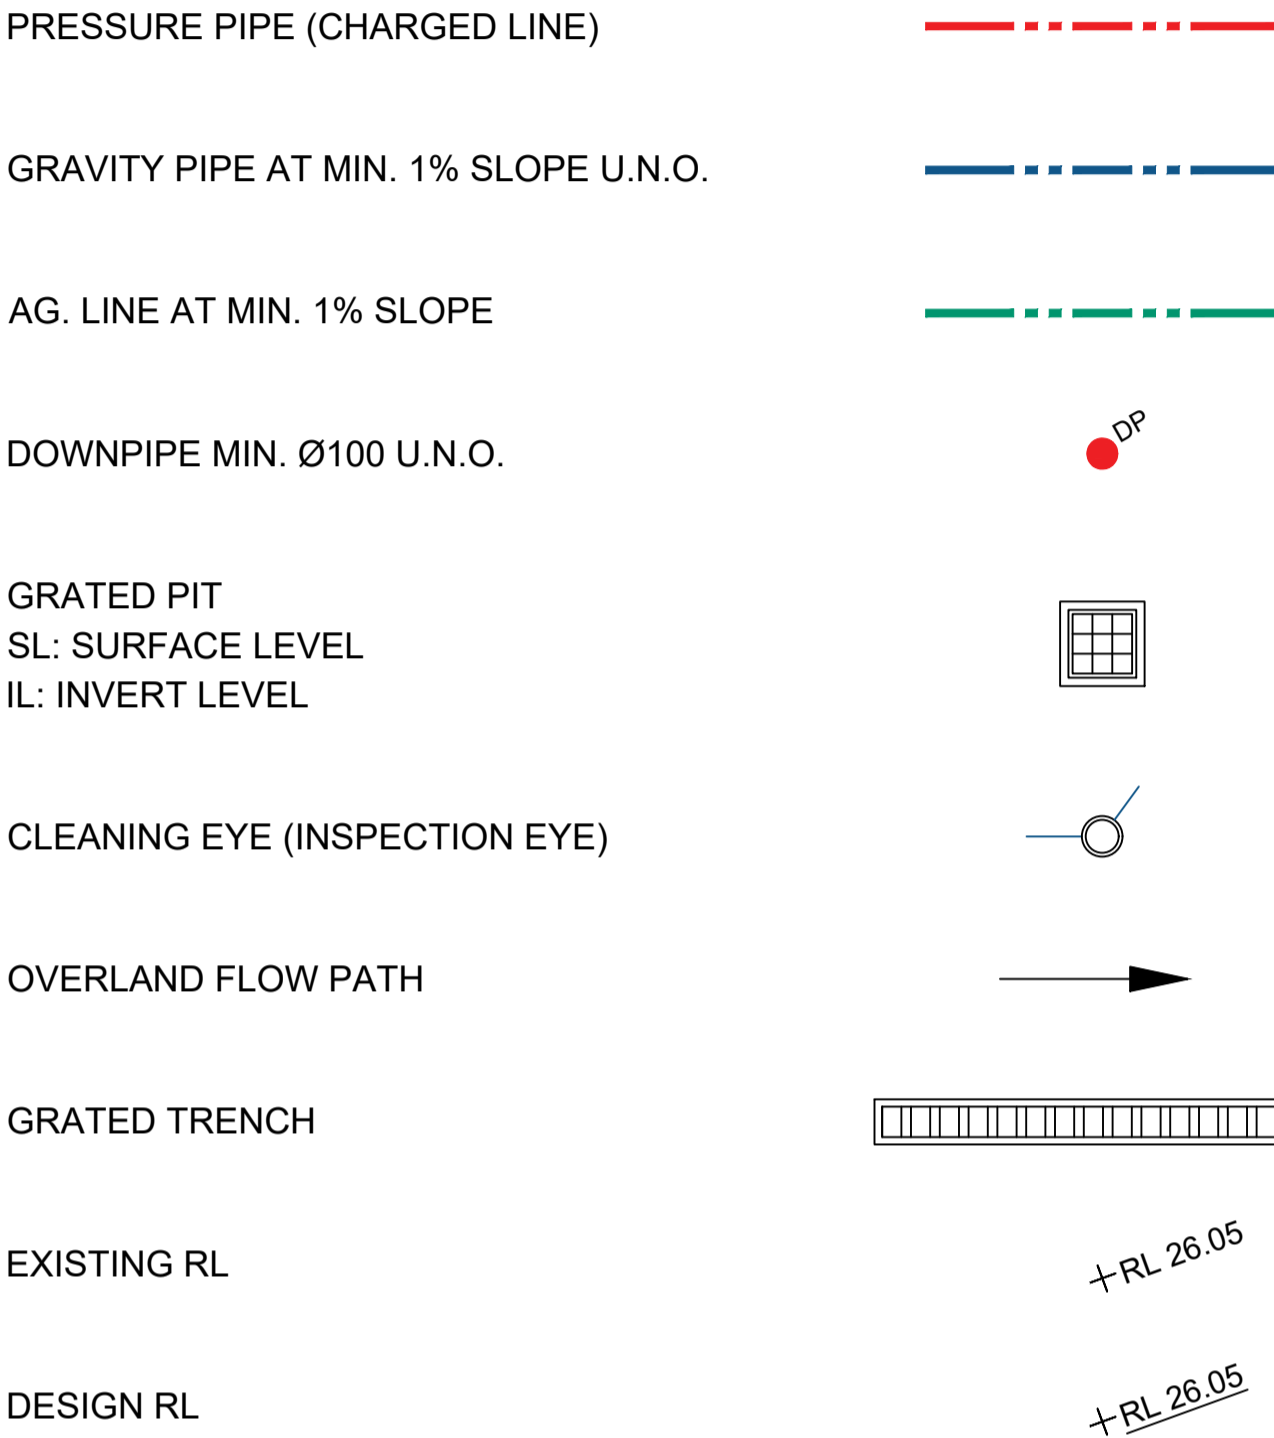 PRESSURE PIPE (CHARGED LINE)
GRAVITY PIPE AT MIN. 1% SLOPE U.N.O.
AG. LINE AT MIN. 1% SLOPE
DOWNPIPE MIN. Ø100 U.N.O.
DP
GRATED PIT
SL: SURFACE LEVEL
IL: INVERT LEVEL
CLEANING EYE (INSPECTION EYE)
OVERLAND FLOW PATH
GRATED TRENCH
EXISTING RL
RL 26.05
DESIGN RL
RL 26.05